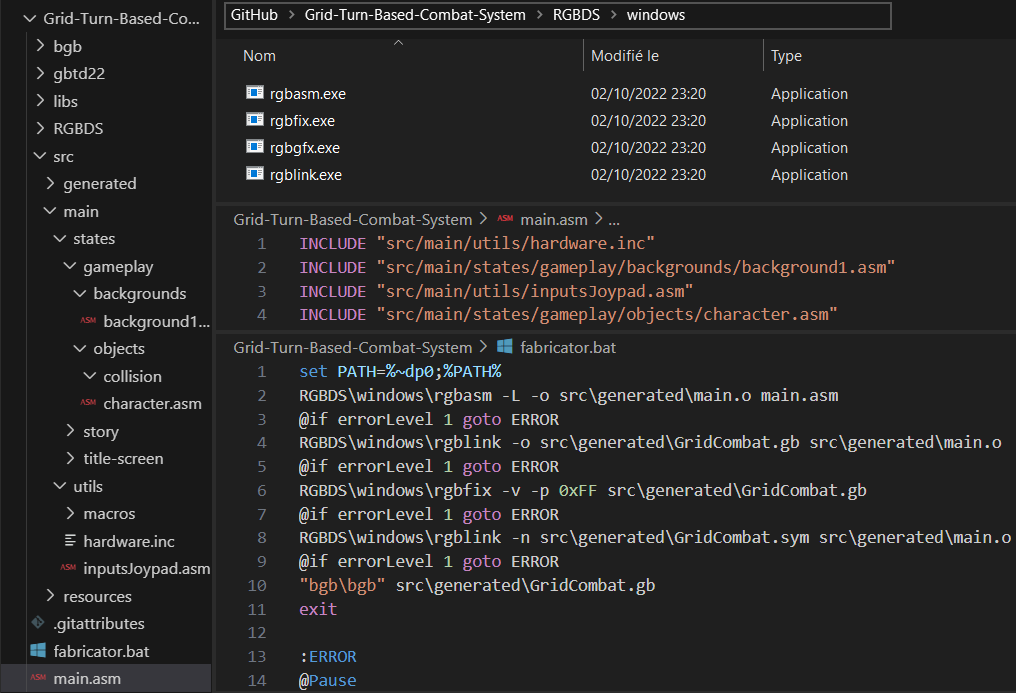 Grid-Turn-Based-Co...
bgb
gbtd22
libs
RGBDS
src
generated
main
states
gameplay
backgrounds
ASM background1...
objects
collision
ASM character.asm
story
title-screen
utils
macros
hardware.inc
ASM inputsJoypad.asm
resources
.gitattributes
fabricator.bat
ASM main.asm
GitHub > Grid-Turn-Based-Combat-System > RGBDS > windows
Nom Modifié le Type
rgbasm.exe 02/10/2022 23:20 Application
rgbfix.exe 02/10/2022 23:20 Application
rgbgfx.exe 02/10/2022 23:20 Application
rgblink.exe 02/10/2022 23:20 Application
Grid-Turn-Based-Combat-System > ASM main.asm > ...
1 INCLUDE "src/main/utils/hardware.inc"
2 INCLUDE "src/main/states/gameplay/backgrounds/background1.asm"
3 INCLUDE "src/main/utils/inputsJoypad.asm"
4 INCLUDE "src/main/states/gameplay/objects/character.asm"
Grid-Turn-Based-Combat-System > fabricator.bat
1 set PATH=%~dp0;%PATH%
2 RGBDS\windows\rgbasm -L -o src\generated\main.o main.asm
3 @if errorLevel 1 goto ERROR
4 RGBDS\windows\rgblink -o src\generated\GridCombat.gb src\generated\main.o
5 @if errorLevel 1 goto ERROR
6 RGBDS\windows\rgbfix -v -p 0xFF src\generated\GridCombat.gb
7 @if errorLevel 1 goto ERROR
8 RGBDS\windows\rgblink -n src\generated\GridCombat.sym src\generated\main.o
9 @if errorLevel 1 goto ERROR
10 "bgb\bgb" src\generated\GridCombat.gb
11 exit
12
13 :ERROR
14 @Pause